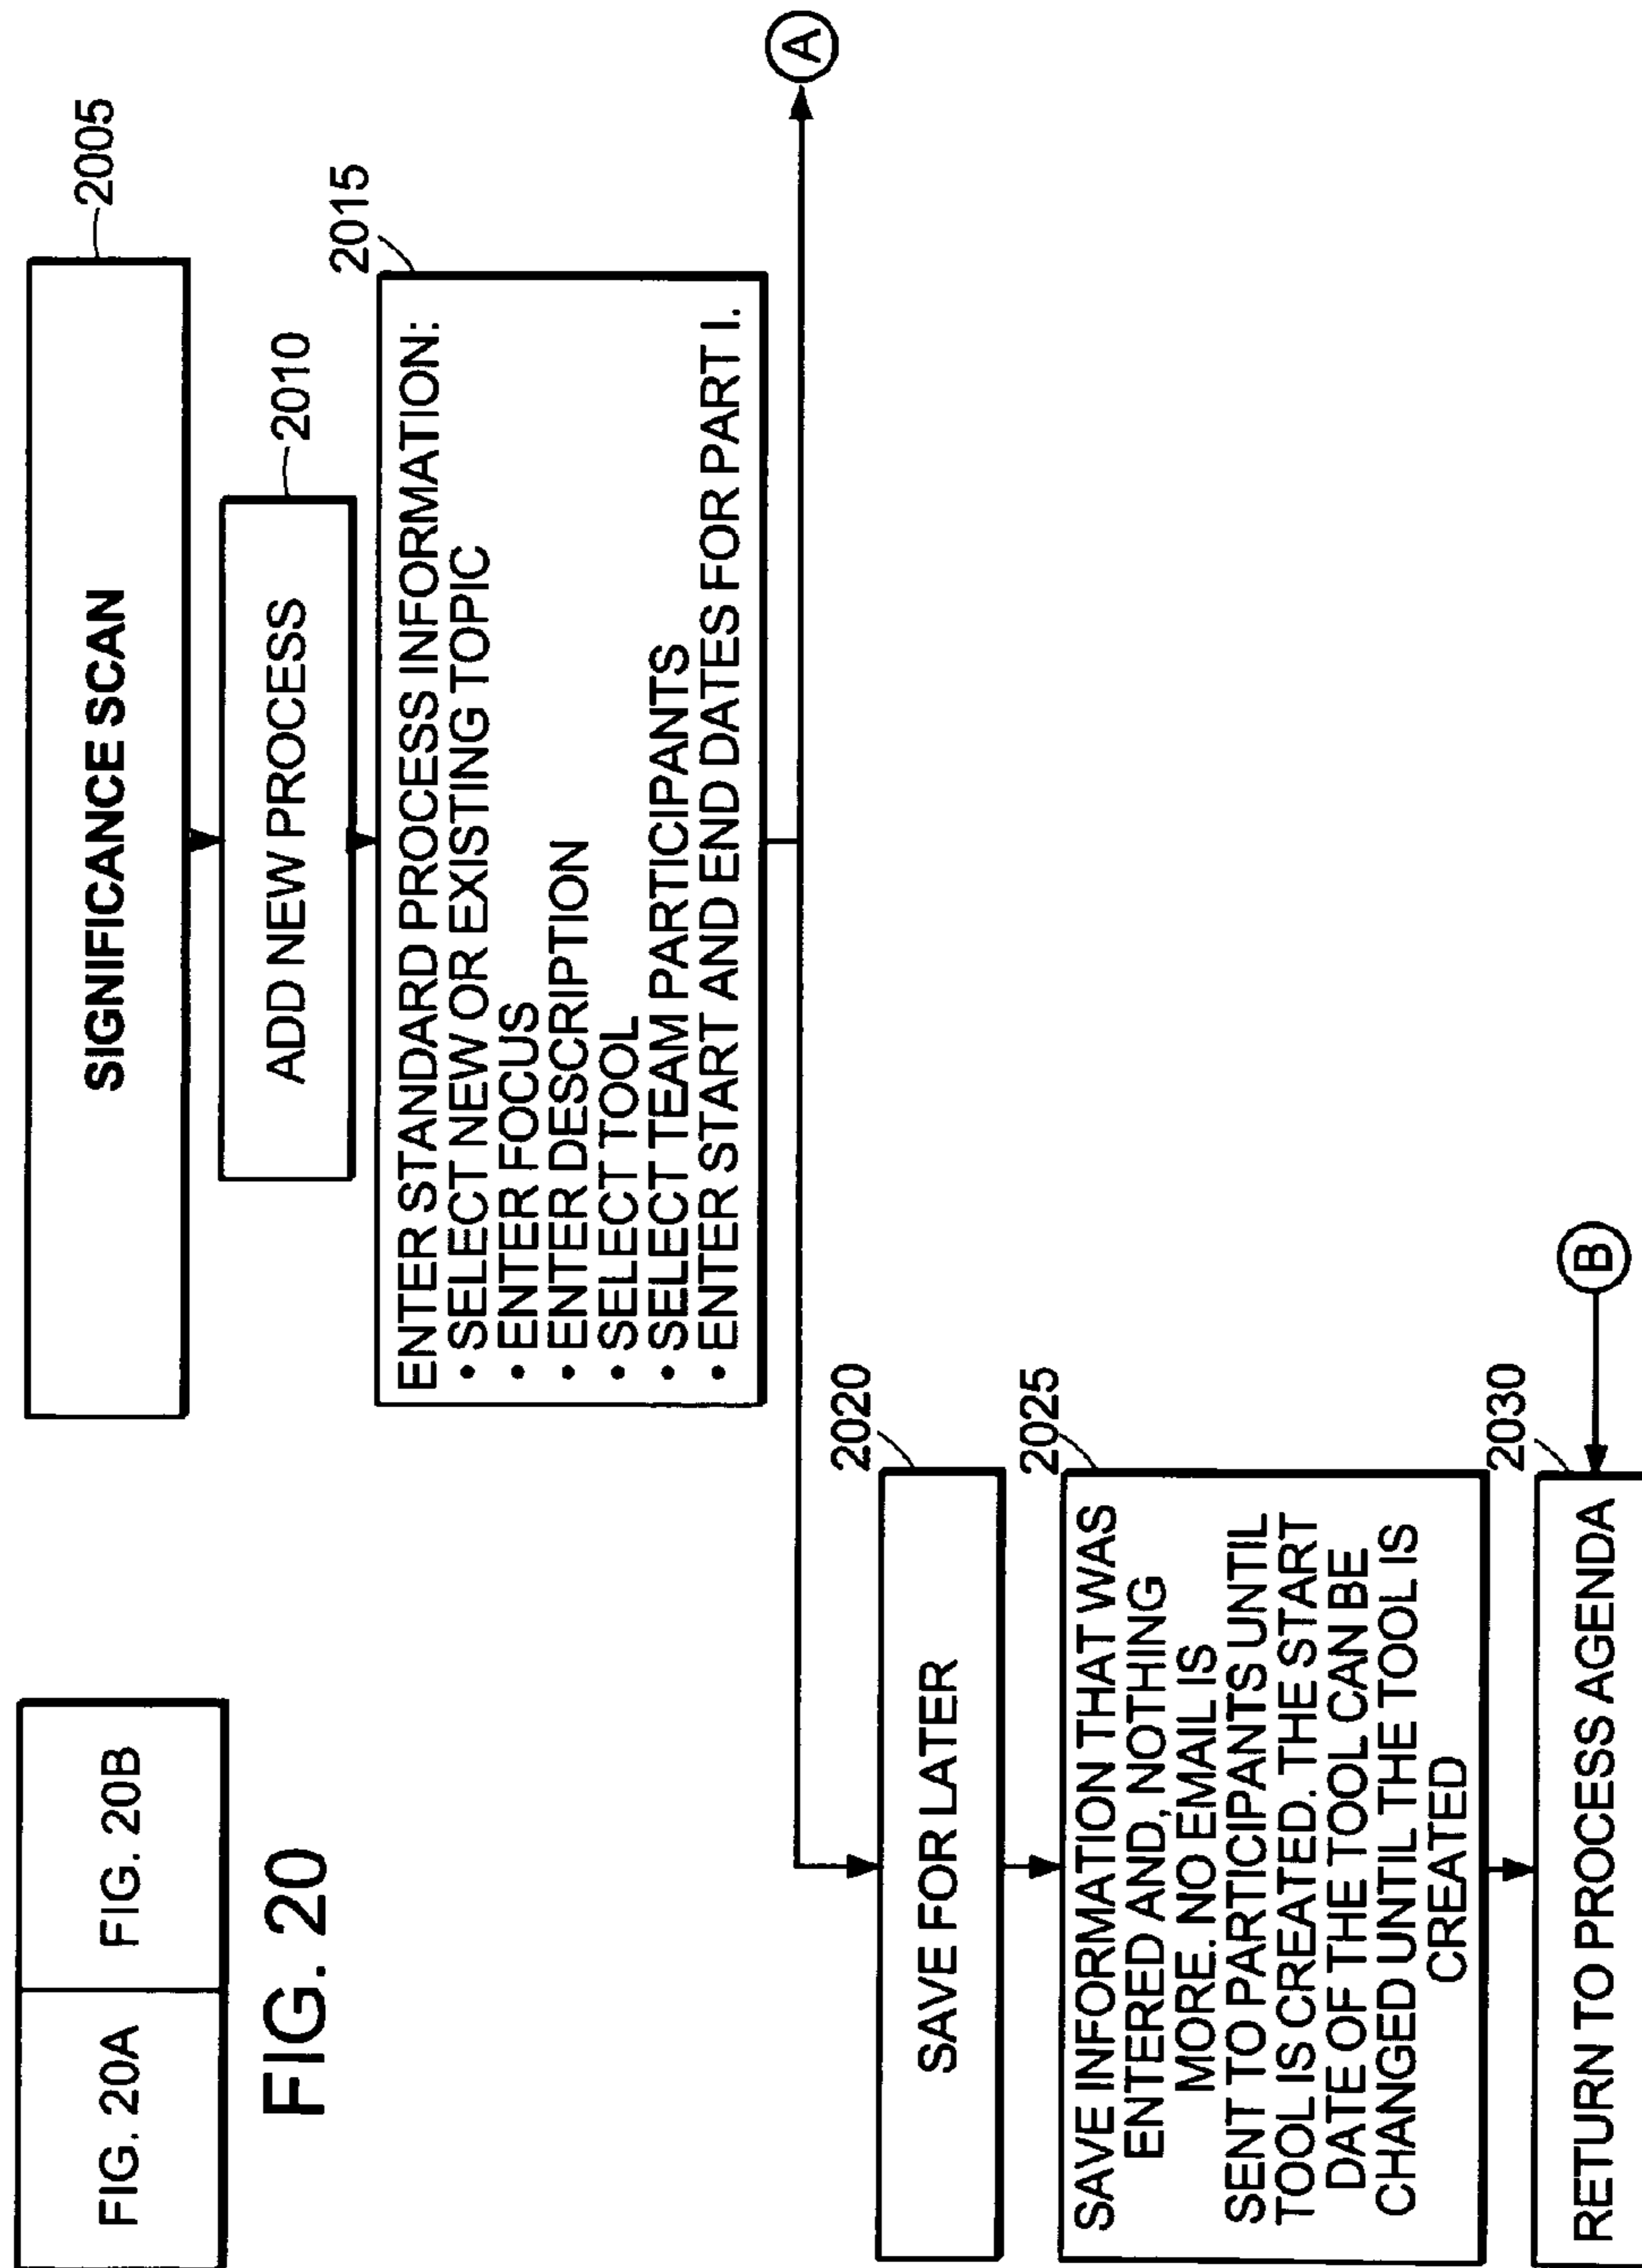 FIG. 20A
FIG. 20B
FIG. 20
SIGNIFICANCE SCAN
2005
ADD NEW PROCESS
2010
2015
ENTER STANDARD PROCESS INFORMATION:
• SELECT NEW OR EXISTING TOPIC
• ENTER FOCUS
• ENTER DESCRIPTION
• SELECT TOOL
• SELECT TEAM PARTICIPANTS
• ENTER START AND END DATES FOR PART I.
A
2020
SAVE FOR LATER
2025
SAVE INFORMATION THAT WAS
ENTERED AND, NOTHING
MORE. NO EMAIL IS
SENT TO PARTICIPANTS UNTIL
TOOL IS CREATED. THE START
DATE OF THE TOOL CAN BE
CHANGED UNTIL THE TOOL IS
CREATED
2030
RETURN TO PROCESS AGENDA
B